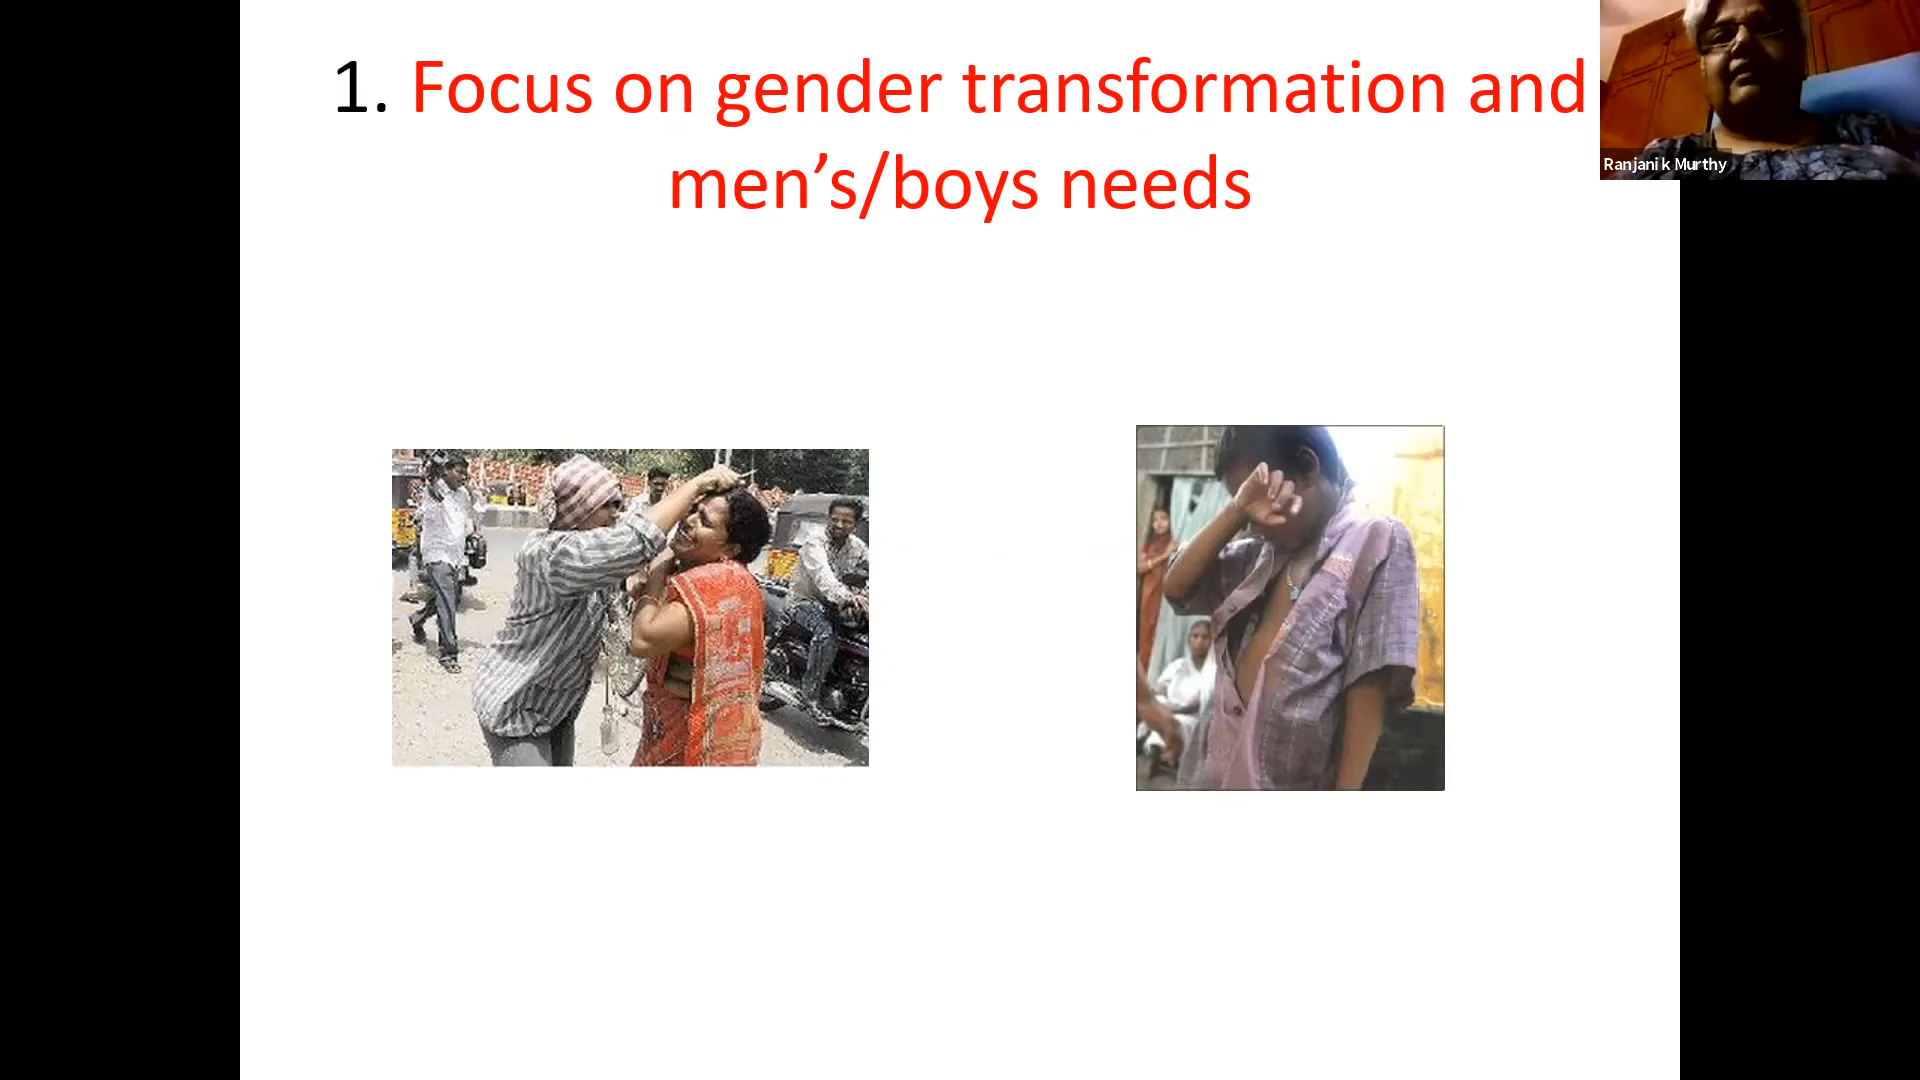 1. Focus on gender transformation and
men’s/boys needs
Ranjani k Murthy